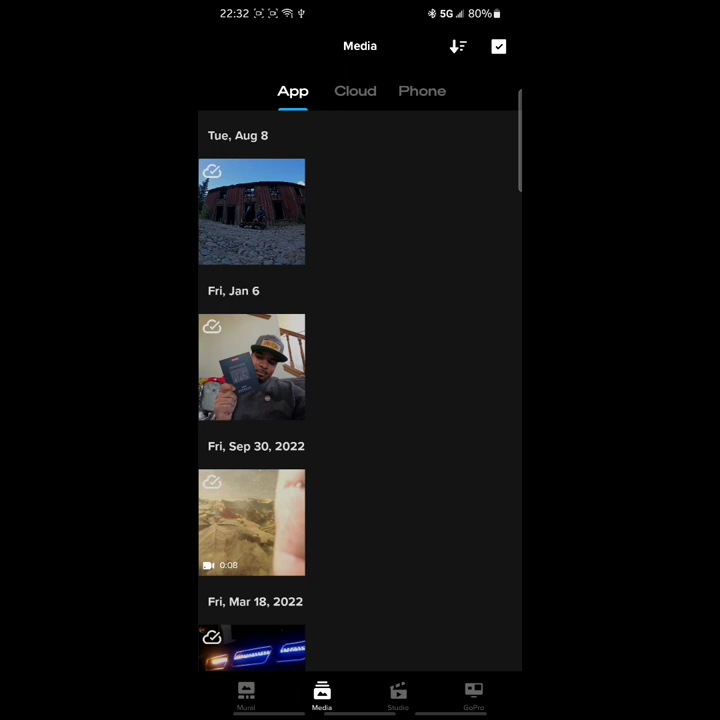 22:32
5G
80%
Media
App Cloud Phone
Tue, Aug 8
Fri, Jan 6
Fri, Sep 30, 2022
0:08
Fri, Mar 18, 2022
Mural Media Studio GoPro